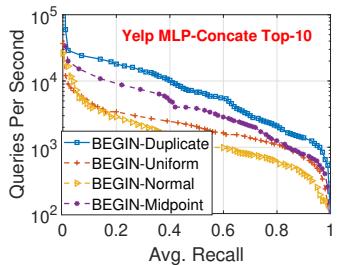 Yelp MLP-Concate Top-10
Queries Per Second
10^5
10^4
10^3
10^2
BEGIN-Duplicate
BEGIN-Uniform
BEGIN-Normal
BEGIN-Midpoint
0 0.2 0.4 0.6 0.8 1
Avg. Recall